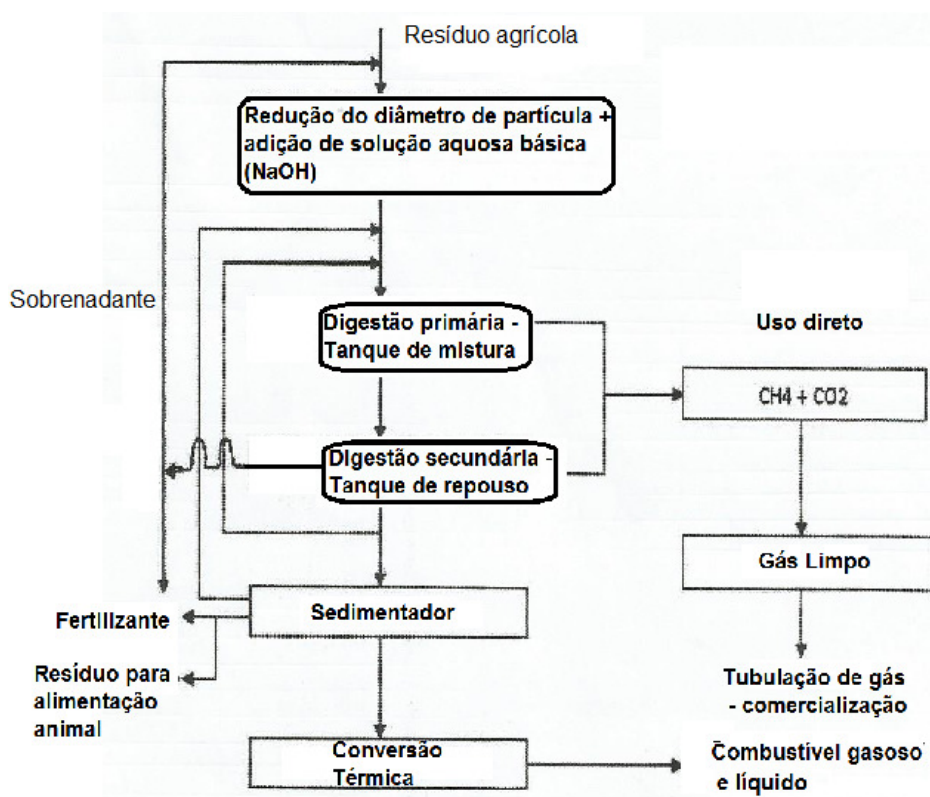 Resíduo agrícola
Redução do diâmetro de partícula +
adição de solução aquosa básica
(NaOH)
Sobrenadante
Digestão primária -
Tanque de mistura
Uso direto
CH4 + CO2
Digestão secundária -
Tanque de repouso
Gás Limpo
Sedimentador
Fertilizante
Resíduo para
alimentação
animal
Tubulação de gás
- comercialização
Conversão
Térmica
Combustível gasoso
e líquido